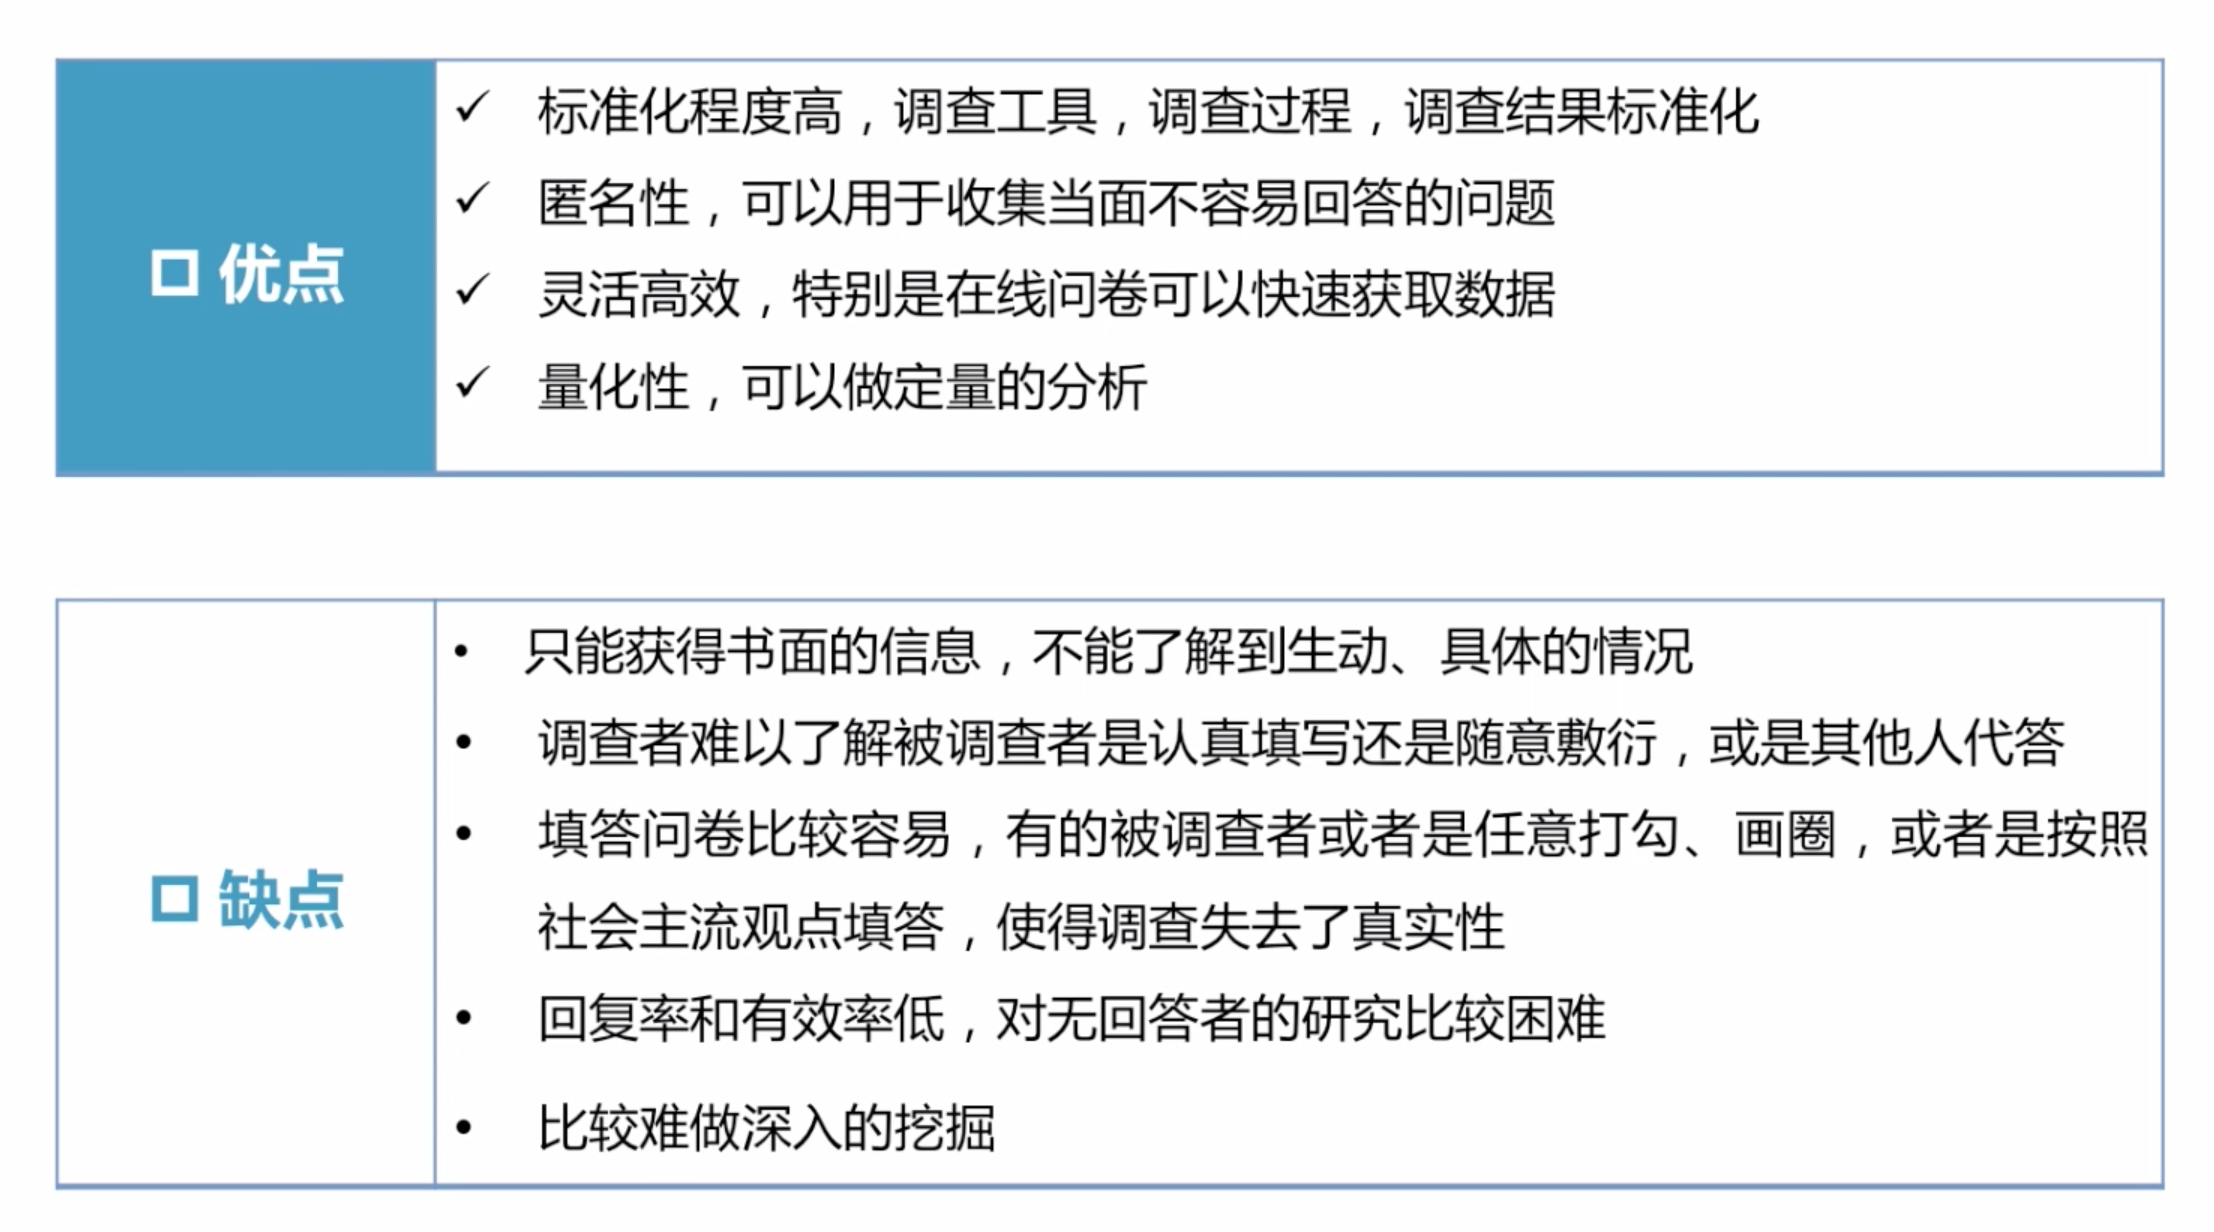 优点
✓ 标准化程度高，调查工具，调查过程，调查结果标准化
✓ 匿名性，可以用于收集当面不容易回答的问题
✓ 灵活高效，特别是在线问卷可以快速获取数据
✓ 量化性，可以做定量的分析
缺点
• 只能获得书面的信息，不能了解到生动、具体的情况
• 调查者难以了解被调查者是认真填写还是随意敷衍，或是其他人代答
• 填答问卷比较容易，有的被调查者或者是任意打勾、画圈，或者是按照
社会主流观点填答，使得调查失去了真实性
• 回复率和有效率低，对无回答者的研究比较困难
• 比较难做深入的挖掘